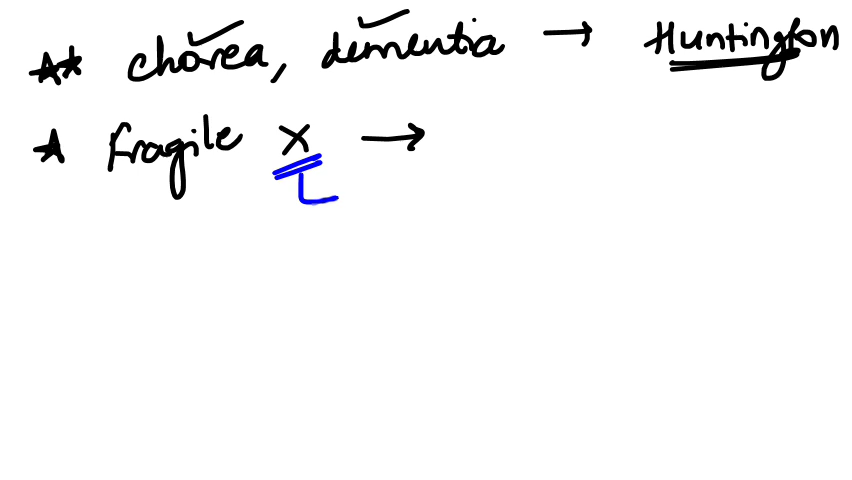 chorea, dementia → Huntington
Fragile X →